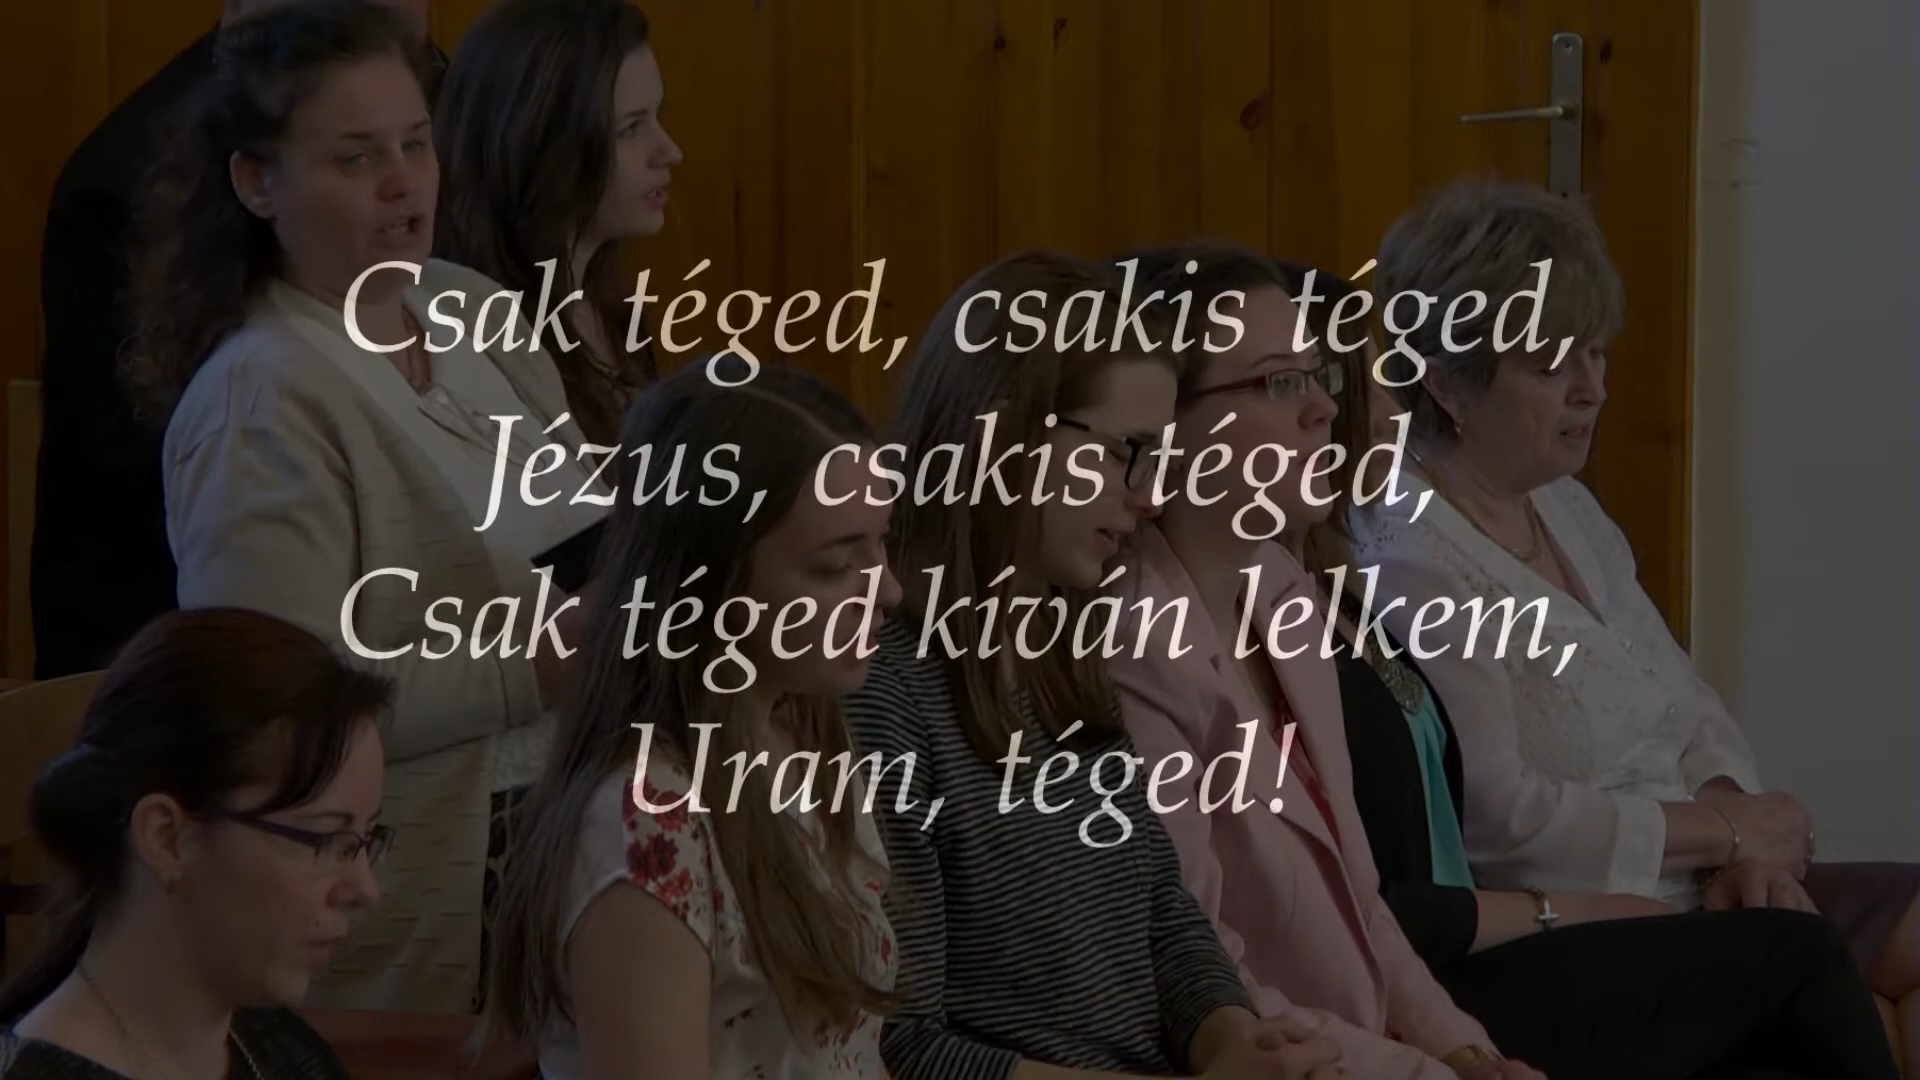 Csak téged, csakis téged,
Jézus, csakis téged,
Csak téged kíván lelkem,
Uram, téged!